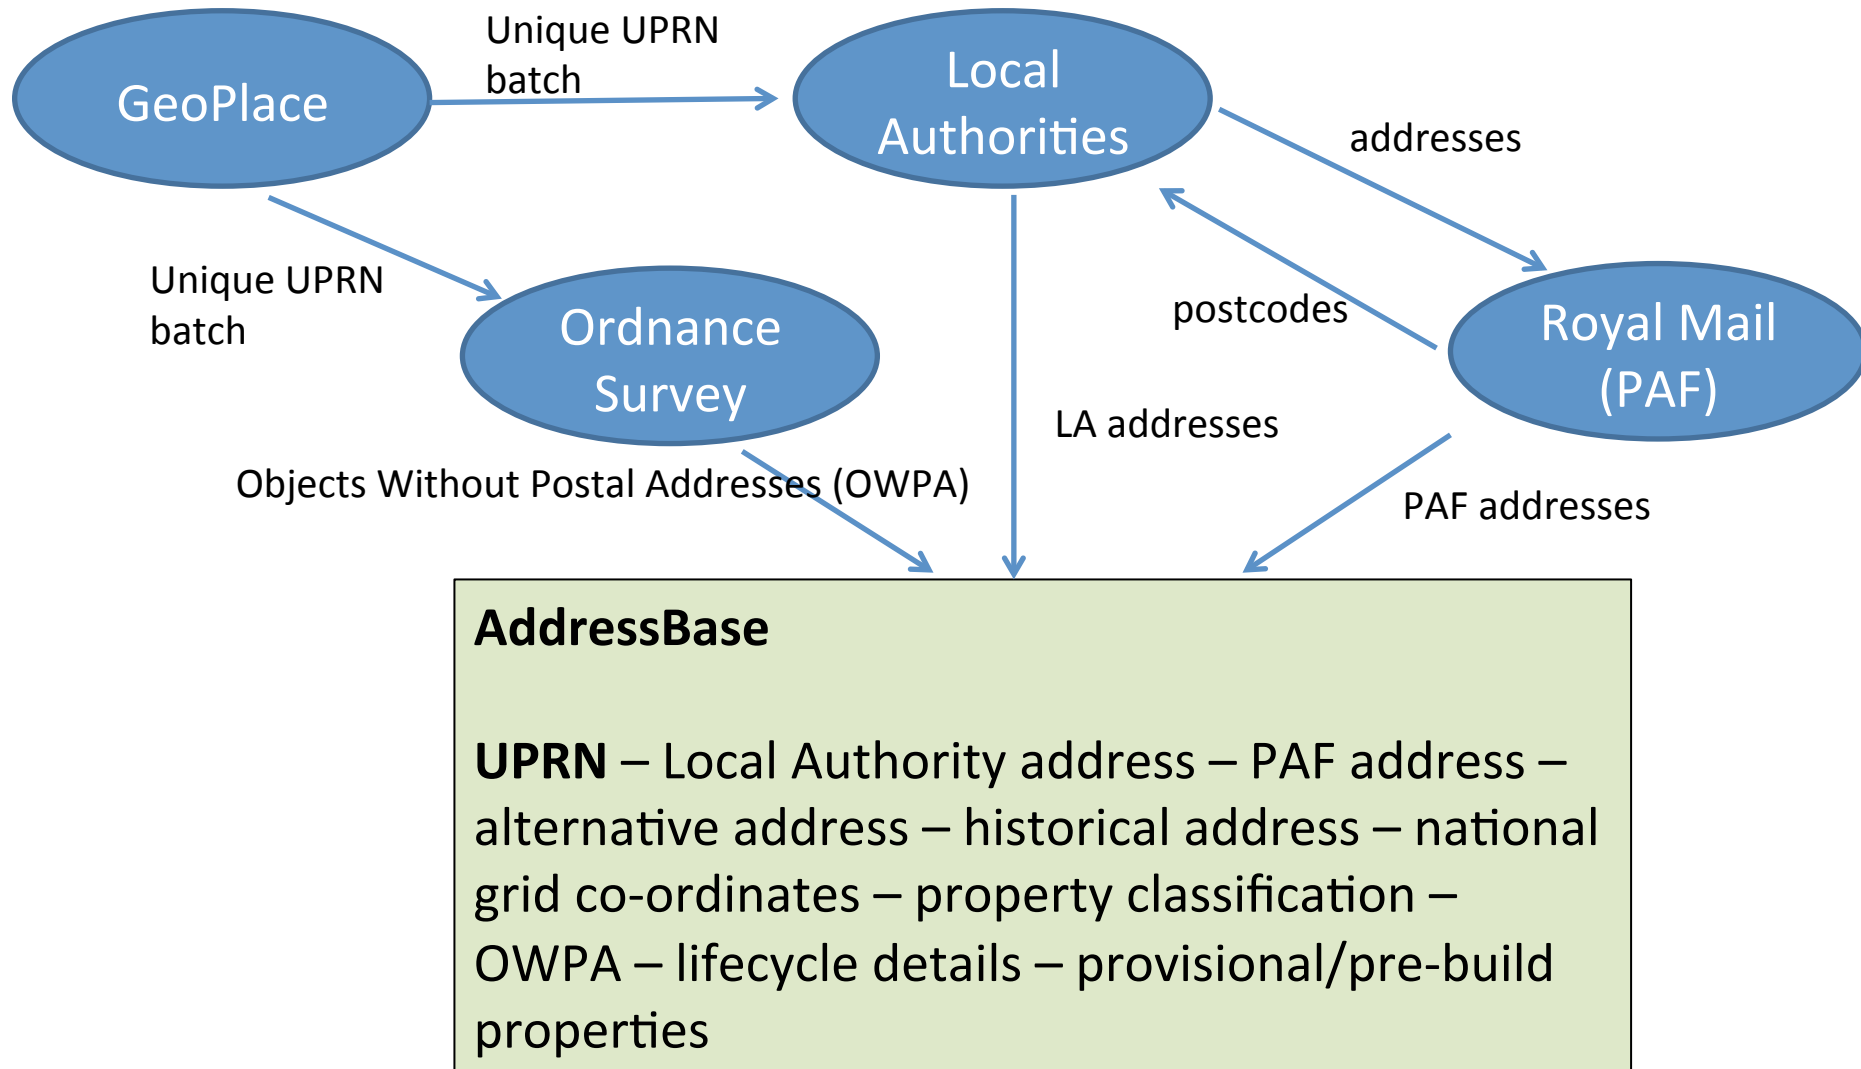 Unique UPRN
batch
GeoPlace
Local
Authorities
addresses
Unique UPRN
batch
postcodes
Ordnance
Survey
Royal Mail
(PAF)
LA addresses
Objects Without Postal Addresses (OWPA)
PAF addresses
AddressBase
UPRN – Local Authority address – PAF address –
alternative address – historical address – national
grid co-ordinates – property classification –
OWPA – lifecycle details – provisional/pre-build
properties